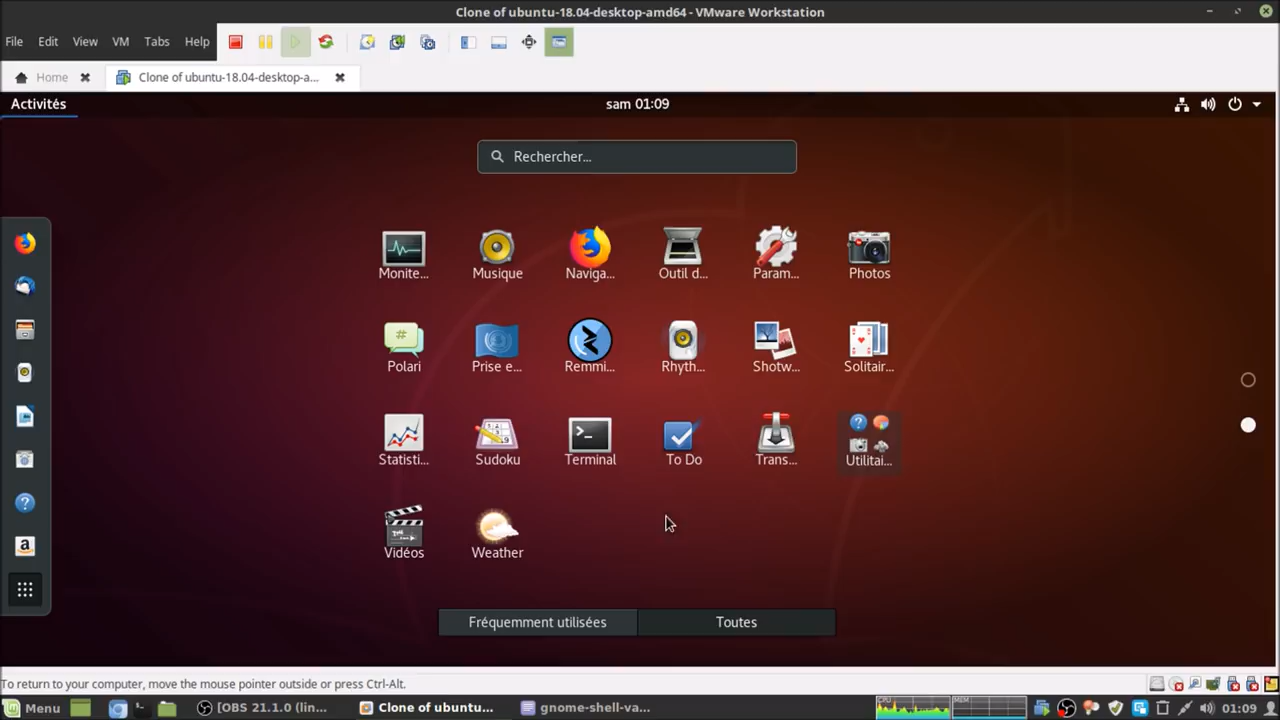 Clone of ubuntu-18.04-desktop-amd64 - VMware Workstation
File Edit View VM Tabs Help
Home Clone of ubuntu-18.04-desktop-a...
Activités sam 01:09
Rechercher...
Monite... Musique Naviga... Outil d... Param... Photos
Polari Prise e... Remmi... Rhyth... Shotw... Solitair...
Statisti... Sudoku Terminal To Do Trans... Utilitai...
Vidéos Weather
Fréquemment utilisées Toutes
To return to your computer, move the mouse pointer outside or press Ctrl-Alt.
Menu [OBS 21.1.0 (lin... Clone of ubuntu... gnome-shell-va... CPU MEM 01:09